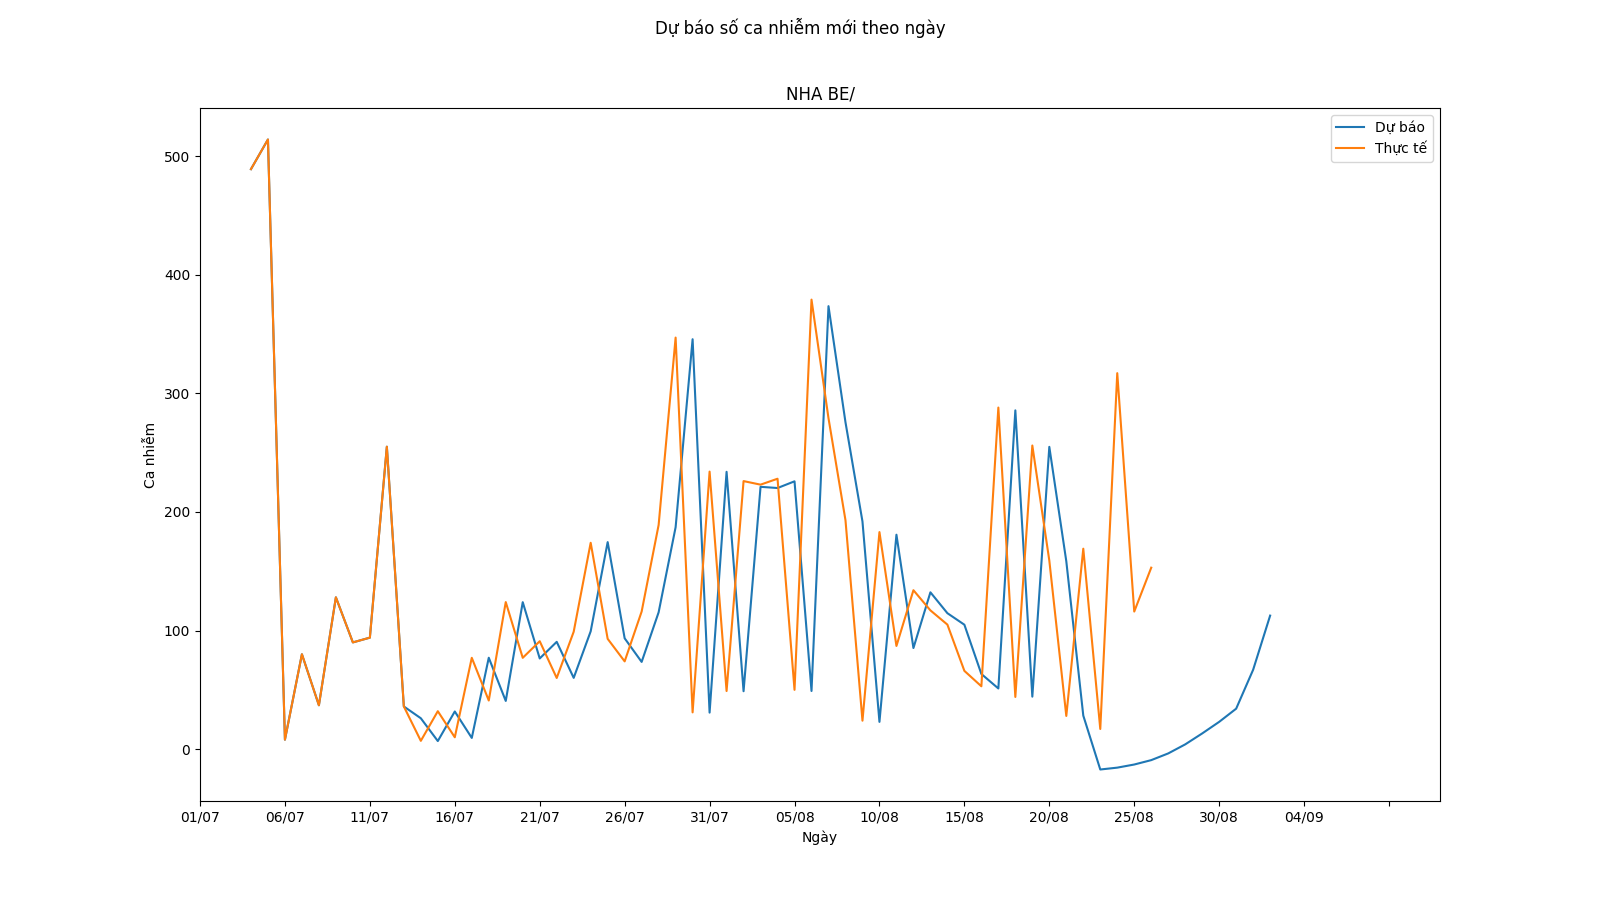 Dự báo số ca nhiễm mới theo ngày
NHA BE/
Dự báo
Thực tế
500
400
300
200
100
0
Ca nhiễm
01/07 06/07 11/07 16/07 21/07 26/07 31/07 05/08 10/08 15/08 20/08 25/08 30/08 04/09
Ngày